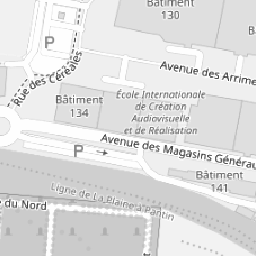 Bâtiment
130
P
Avenue des Arrime
Rue des Céréales
Bâtiment
134
École Internationale
de Création
Audiovisuelle
et de Réalisation
Avenue des Magasins Générau
P
Bâtiment
141
Ligne de La Plaine à Pantin
du Nord